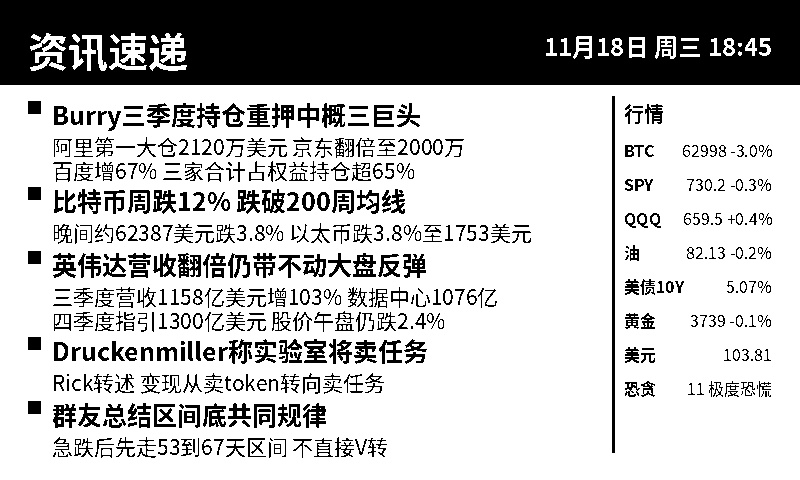 资讯速递
11月18日 周三 18:45
Burry三季度持仓重押中概三巨头
阿里第一大仓2120万美元 京东翻倍至2000万
百度增67% 三家合计占权益持仓超65%
比特币周跌12% 跌破200周均线
晚间约62387美元跌3.8% 以太币跌3.8%至1753美元
英伟达营收翻倍仍带不动大盘反弹
三季度营收1158亿美元增103% 数据中心1076亿
四季度指引1300亿美元 股价午盘仍跌2.4%
Druckenmiller称实验室将卖任务
Rick转述 变现从卖token转向卖任务
群友总结区间底共同规律
急跌后先走53到67天区间 不直接V转
行情
BTC 62998 -3.0%
SPY 730.2 -0.3%
QQQ 659.5 +0.4%
油 82.13 -0.2%
美债10Y 5.07%
黄金 3739 -0.1%
美元 103.81
恐贪 11 极度恐慌